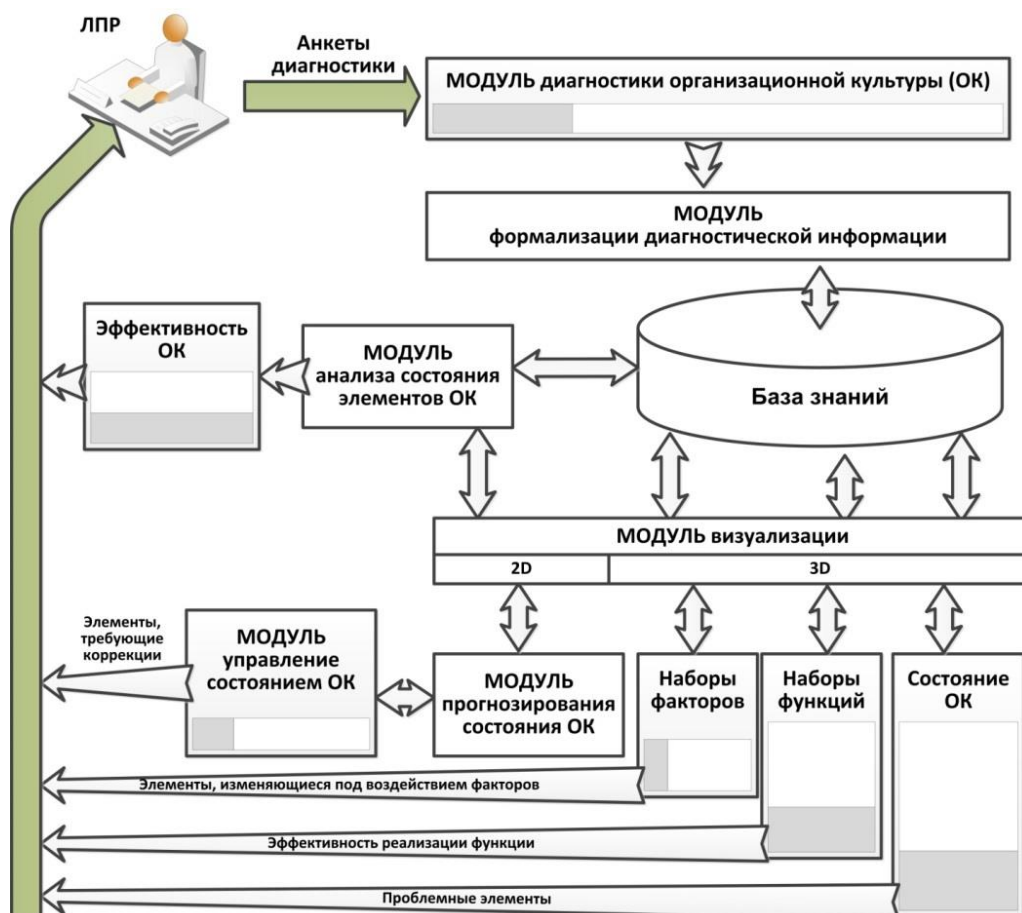 ЛПР
Анкеты
диагностики
МОДУЛЬ диагностики организационной культуры (ОК)
МОДУЛЬ
формализации диагностической информации
Эффективность
ОК
МОДУЛЬ
анализа состояния
элементов ОК
База знаний
МОДУЛЬ визуализации
2D
3D
Элементы,
требующие
коррекции
МОДУЛЬ
управление
состоянием ОК
МОДУЛЬ
прогнозирования
состояния ОК
Наборы
факторов
Наборы
функций
Состояние
ОК
Элементы, изменяющиеся под воздействием факторов
Эффективность реализации функции
Проблемные элементы